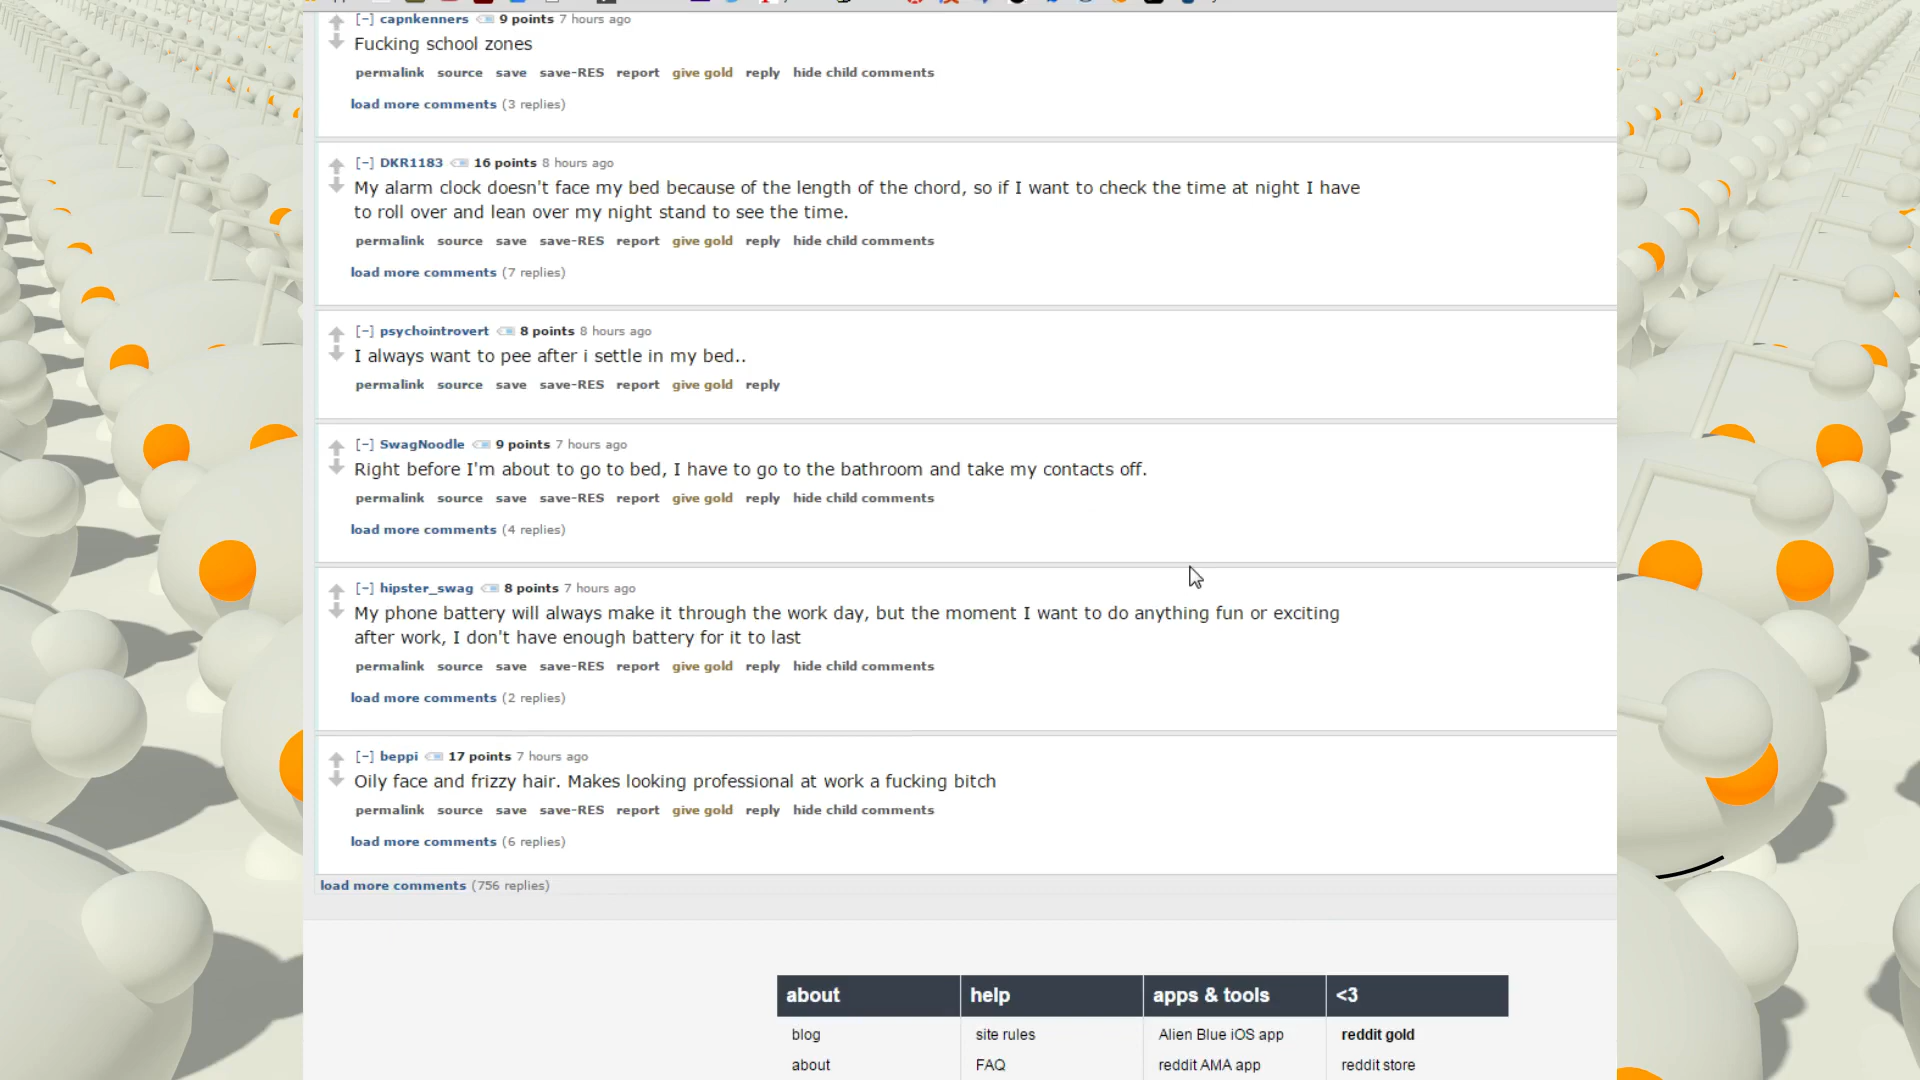 [-] capnkenners 9 points 7 hours ago
Fucking school zones
permalink source save save-RES report give gold reply hide child comments
load more comments (3 replies)
[-] DKR1183 16 points 8 hours ago
My alarm clock doesn't face my bed because of the length of the chord, so if I want to check the time at night I have
to roll over and lean over my night stand to see the time.
permalink source save save-RES report give gold reply hide child comments
load more comments (7 replies)
[-] psychointrovert 8 points 8 hours ago
I always want to pee after i settle in my bed..
permalink source save save-RES report give gold reply
[-] SwagNoodle 9 points 7 hours ago
Right before I'm about to go to bed, I have to go to the bathroom and take my contacts off.
permalink source save save-RES report give gold reply hide child comments
load more comments (4 replies)
[-] hipster_swag 8 points 7 hours ago
My phone battery will always make it through the work day, but the moment I want to do anything fun or exciting
after work, I don't have enough battery for it to last
permalink source save save-RES report give gold reply hide child comments
load more comments (2 replies)
[-] beppi 17 points 7 hours ago
Oily face and frizzy hair. Makes looking professional at work a fucking bitch
permalink source save save-RES report give gold reply hide child comments
load more comments (6 replies)
load more comments (756 replies)
about help apps & tools <3
blog site rules Alien Blue iOS app reddit gold
about FAQ reddit AMA app reddit store